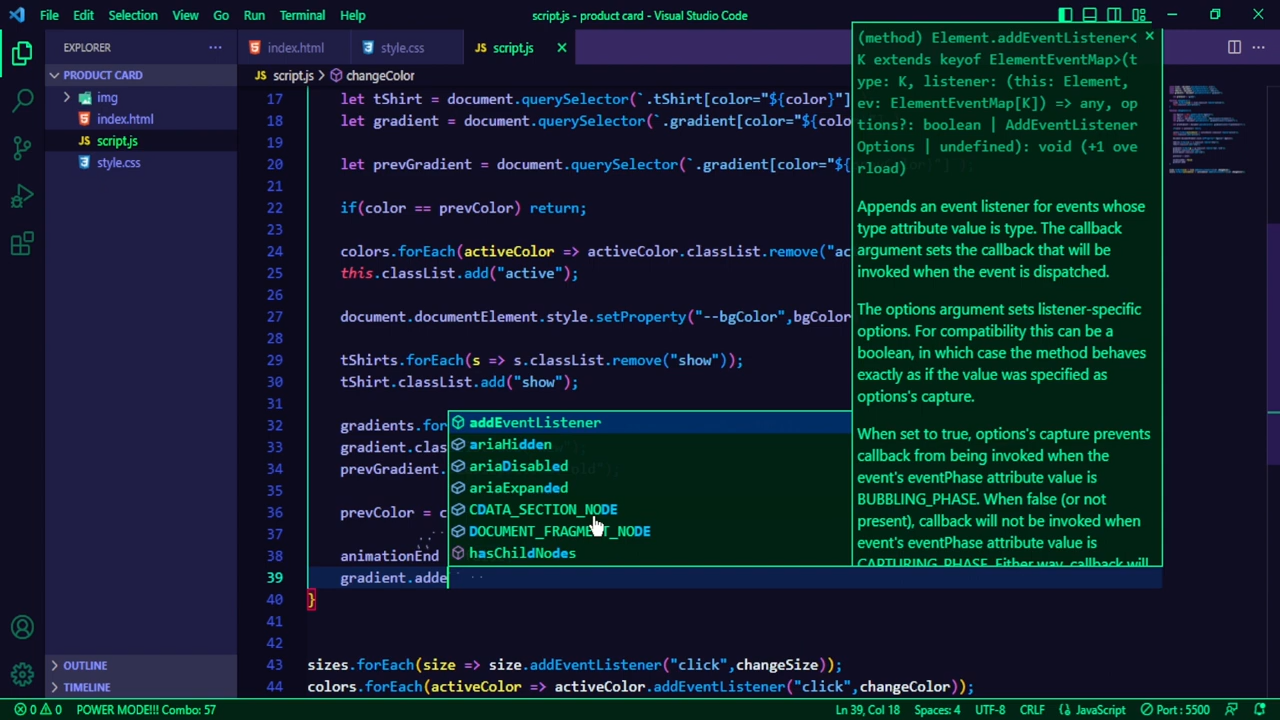 File Edit Selection View Go Run Terminal Help
script.js - product card - Visual Studio Code
EXPLORER
PRODUCT CARD
img
index.html
script.js
style.css
OUTLINE
TIMELINE
index.html style.css JS script.js
JS script.js > changeColor
17 let tShirt = document.querySelector(`.tShirt[color="${color}"]
18 let gradient = document.querySelector(`.gradient[color="${colo
19
20 let prevGradient = document.querySelector(`.gradient[color="${
21
22 if(color == prevColor) return;
23
24 colors.forEach(activeColor => activeColor.classList.remove("ac
25 this.classList.add("active");
26
27 document.documentElement.style.setProperty("--bgColor",bgColor
28
29 tShirts.forEach(s => s.classList.remove("show"));
30 tShirt.classList.add("show");
31
32 gradients.for
33 gradient.clas
34 prevGradient.
35
36 prevColor = c
37
38 animationEnd
39 gradient.adde
40 }
41
42
43 sizes.forEach(size => size.addEventListener("click",changeSize));
44 colors.forEach(activeColor => activeColor.addEventListener("click",changeColor));
addEventListener
ariaHidden
ariaDisabled
ariaExpanded
CDATA_SECTION_NODE
DOCUMENT_FRAGMENT_NODE
hasChildNodes
(method) Element.addEventListener<
K extends keyof ElementEventMap>(t
ype: K, listener: (this: Element,
ev: ElementEventMap[K]) => any, op
tions?: boolean | AddEventListener
Options | undefined): void (+1 ove
rload)
Appends an event listener for events whose
type attribute value is type. The callback
argument sets the callback that will be
invoked when the event is dispatched.
The options argument sets listener-specific
options. For compatibility this can be a
boolean, in which case the method behaves
exactly as if the value was specified as
options's capture.
When set to true, options's capture prevents
callback from being invoked when the
event's eventPhase attribute value is
BUBBLING_PHASE. When false (or not
present), callback will not be invoked when
event's eventPhase attribute value is
CAPTURING_PHASE. Either way, callback will
0 0 POWER MODE!!! Combo: 57
Ln 39, Col 18 Spaces: 4 UTF-8 CRLF {} JavaScript Port : 5500